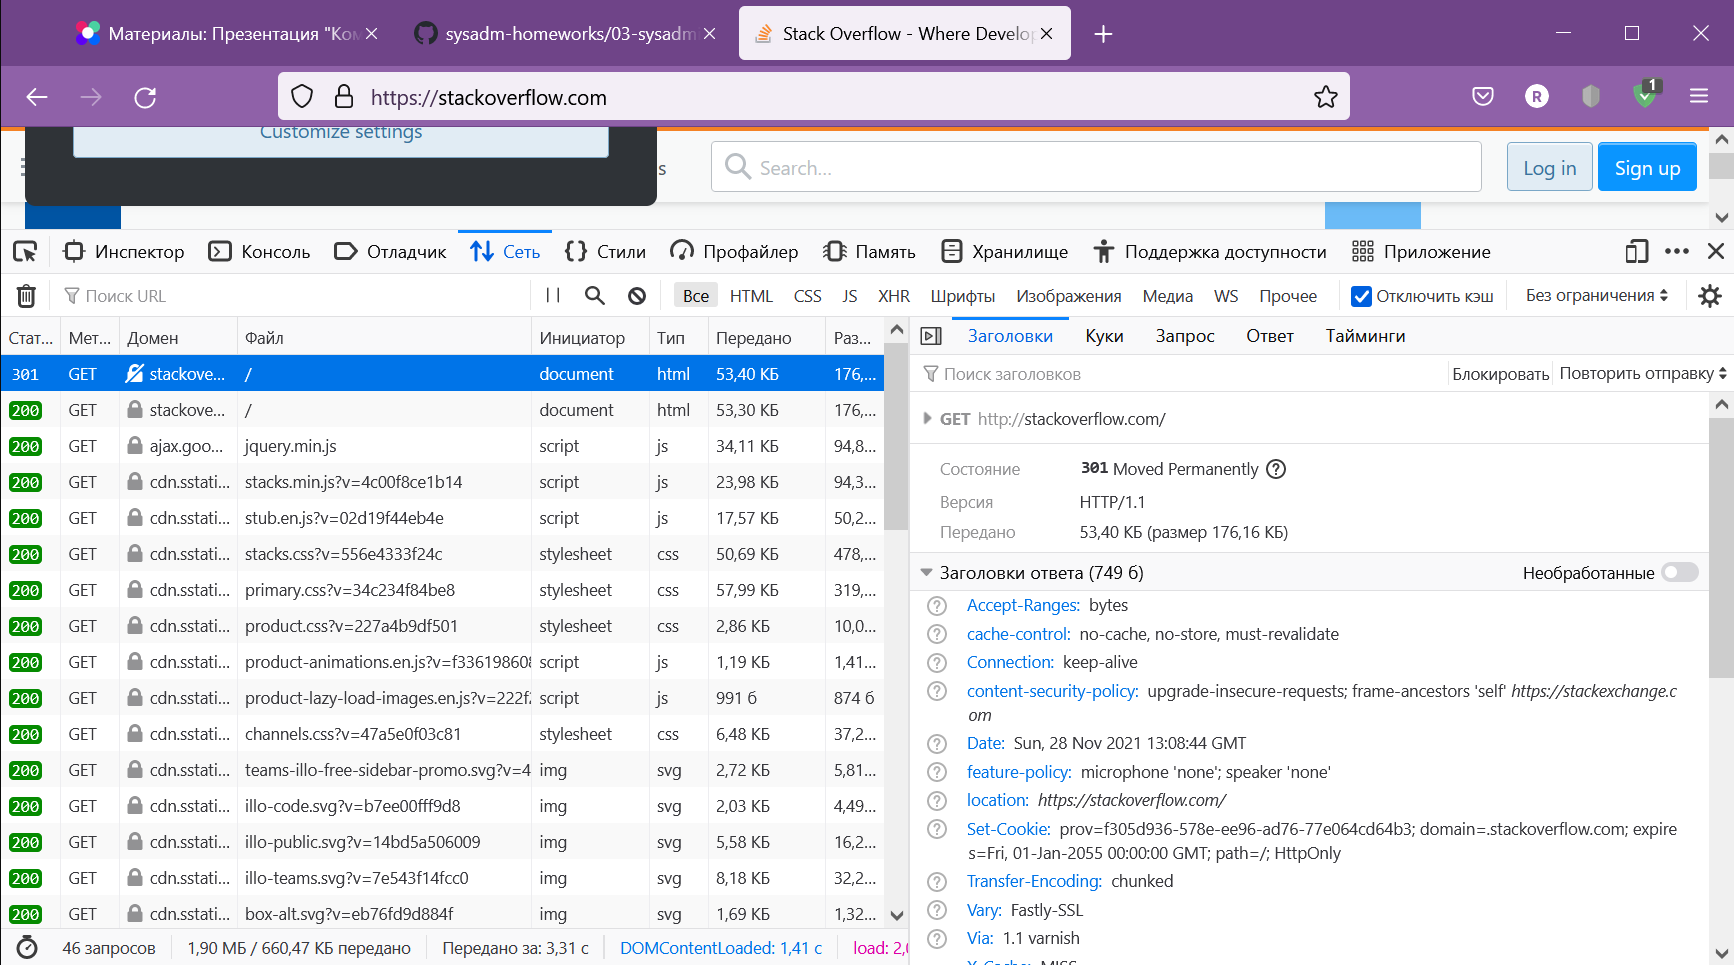 Материалы: Презентация "Ком
sysadm-homeworks/03-sysadm
Stack Overflow - Where Develop
https://stackoverflow.com
R
1
Customize settings
s
Search...
Log in
Sign up
Инспектор
Консоль
Отладчик
Сеть
Стили
Профайлер
Память
Хранилище
Поддержка доступности
Приложение
Поиск URL
Все
HTML
CSS
JS
XHR
Шрифты
Изображения
Медиа
WS
Прочее
Отключить кэш
Без ограничения
Стат... Мет... Домен Файл Инициатор Тип Передано Раз...
301 GET stackove... / document html 53,40 КБ 176,...
200 GET stackove... / document html 53,30 КБ 176,...
200 GET ajax.goo... jquery.min.js script js 34,11 КБ 94,8...
200 GET cdn.sstati... stacks.min.js?v=4c00f8ce1b14 script js 23,98 КБ 94,3...
200 GET cdn.sstati... stub.en.js?v=02d19f44eb4e script js 17,57 КБ 50,2...
200 GET cdn.sstati... stacks.css?v=556e4333f24c stylesheet css 50,69 КБ 478,...
200 GET cdn.sstati... primary.css?v=34c234f84be8 stylesheet css 57,99 КБ 319,...
200 GET cdn.sstati... product.css?v=227a4b9df501 stylesheet css 2,86 КБ 10,0...
200 GET cdn.sstati... product-animations.en.js?v=f33619860 script js 1,19 КБ 1,41...
200 GET cdn.sstati... product-lazy-load-images.en.js?v=222f2 script js 991 б 874 б
200 GET cdn.sstati... channels.css?v=47a5e0f03c81 stylesheet css 6,48 КБ 37,2...
200 GET cdn.sstati... teams-illo-free-sidebar-promo.svg?v=4 img svg 2,72 КБ 5,81...
200 GET cdn.sstati... illo-code.svg?v=b7ee00fff9d8 img svg 2,03 КБ 4,49...
200 GET cdn.sstati... illo-public.svg?v=14bd5a506009 img svg 5,58 КБ 16,2...
200 GET cdn.sstati... illo-teams.svg?v=7e543f14fcc0 img svg 8,18 КБ 32,2...
200 GET cdn.sstati... box-alt.svg?v=eb76fd9d884f img svg 1,69 КБ 1,32...
46 запросов
1,90 МБ / 660,47 КБ передано
Передано за: 3,31 с
DOMContentLoaded: 1,41 с
load: 2,0
Заголовки
Куки
Запрос
Ответ
Тайминги
Поиск заголовков
Блокировать
Повторить отправку
GET http://stackoverflow.com/
Состояние 301 Moved Permanently
Версия HTTP/1.1
Передано 53,40 КБ (размер 176,16 КБ)
Заголовки ответа (749 б)
Необработанные
Accept-Ranges: bytes
cache-control: no-cache, no-store, must-revalidate
Connection: keep-alive
content-security-policy: upgrade-insecure-requests; frame-ancestors 'self' https://stackexchange.c
om
Date: Sun, 28 Nov 2021 13:08:44 GMT
feature-policy: microphone 'none'; speaker 'none'
location: https://stackoverflow.com/
Set-Cookie: prov=f305d936-578e-ee96-ad76-77e064cd64b3; domain=.stackoverflow.com; expire
s=Fri, 01-Jan-2055 00:00:00 GMT; path=/; HttpOnly
Transfer-Encoding: chunked
Vary: Fastly-SSL
Via: 1.1 varnish
X-Cache: MISS